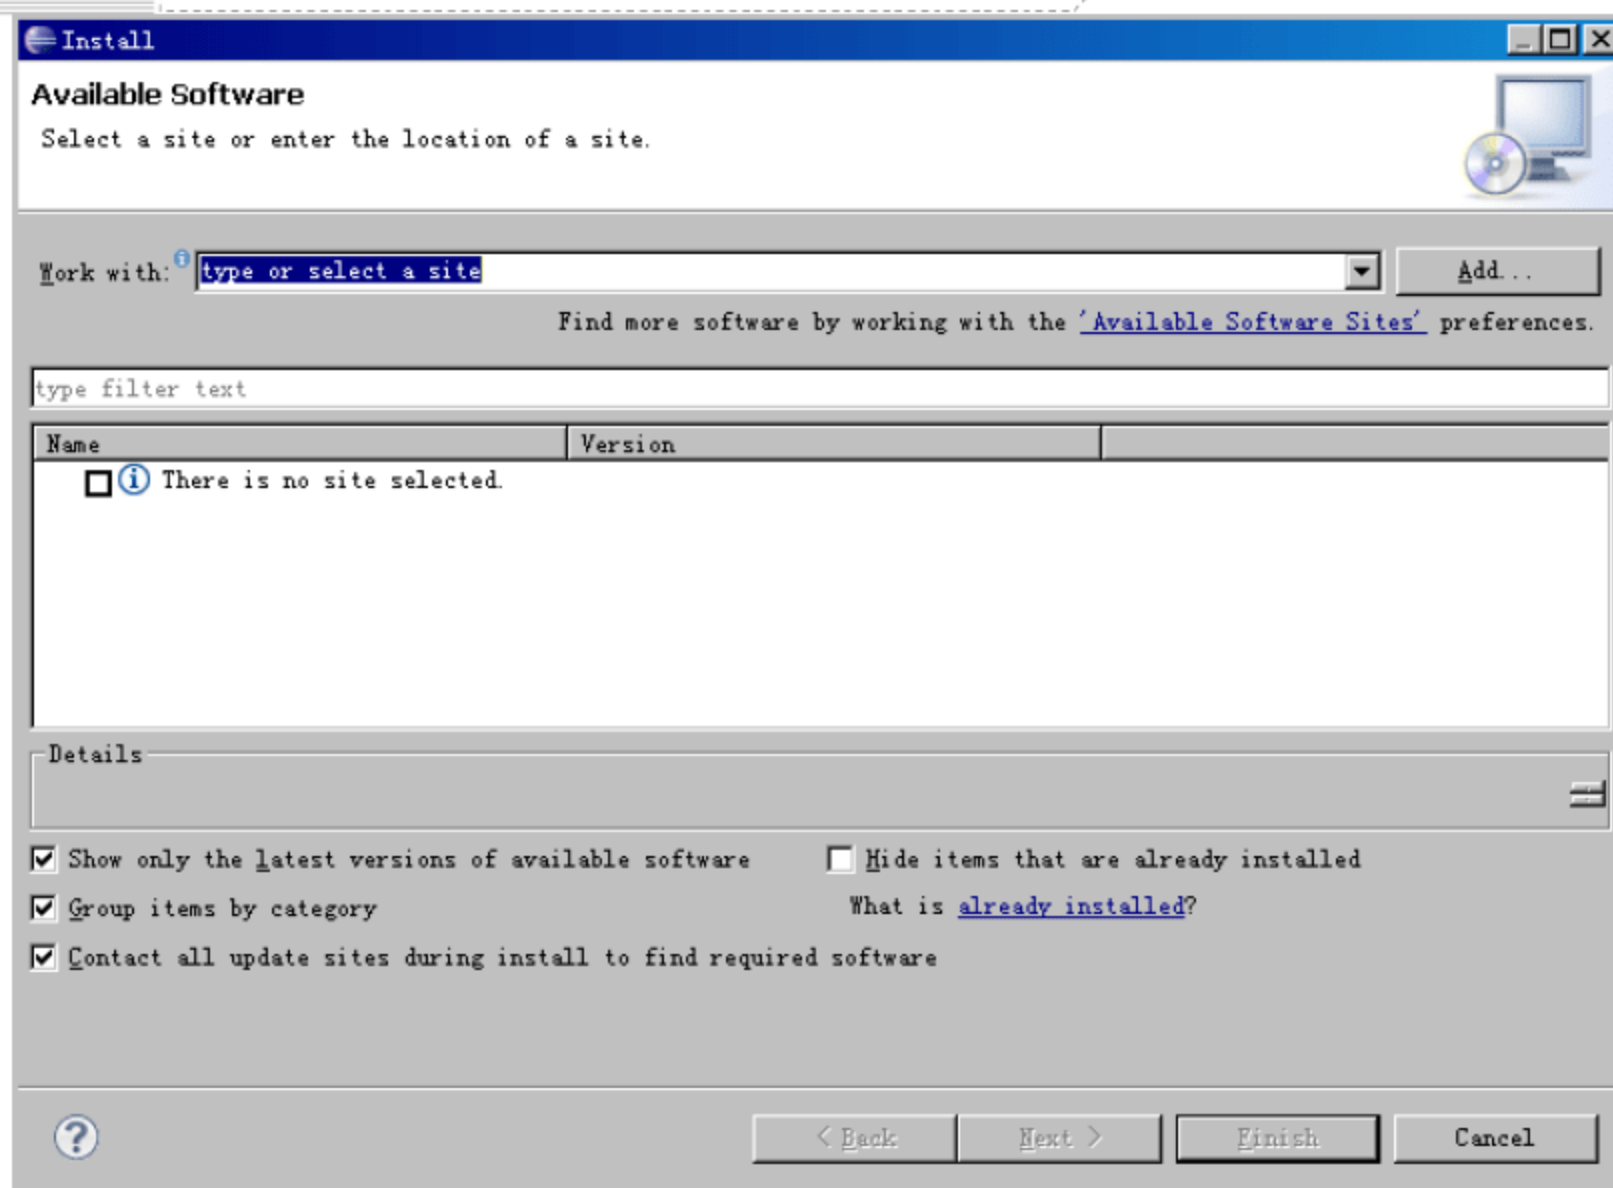 Install
Available Software
Select a site or enter the location of a site.
Work with: type or select a site Add...
Find more software by working with the 'Available Software Sites' preferences.
type filter text
Name Version
There is no site selected.
Details
Show only the latest versions of available software Hide items that are already installed
Group items by category What is already installed?
Contact all update sites during install to find required software
< Back Next > Finish Cancel